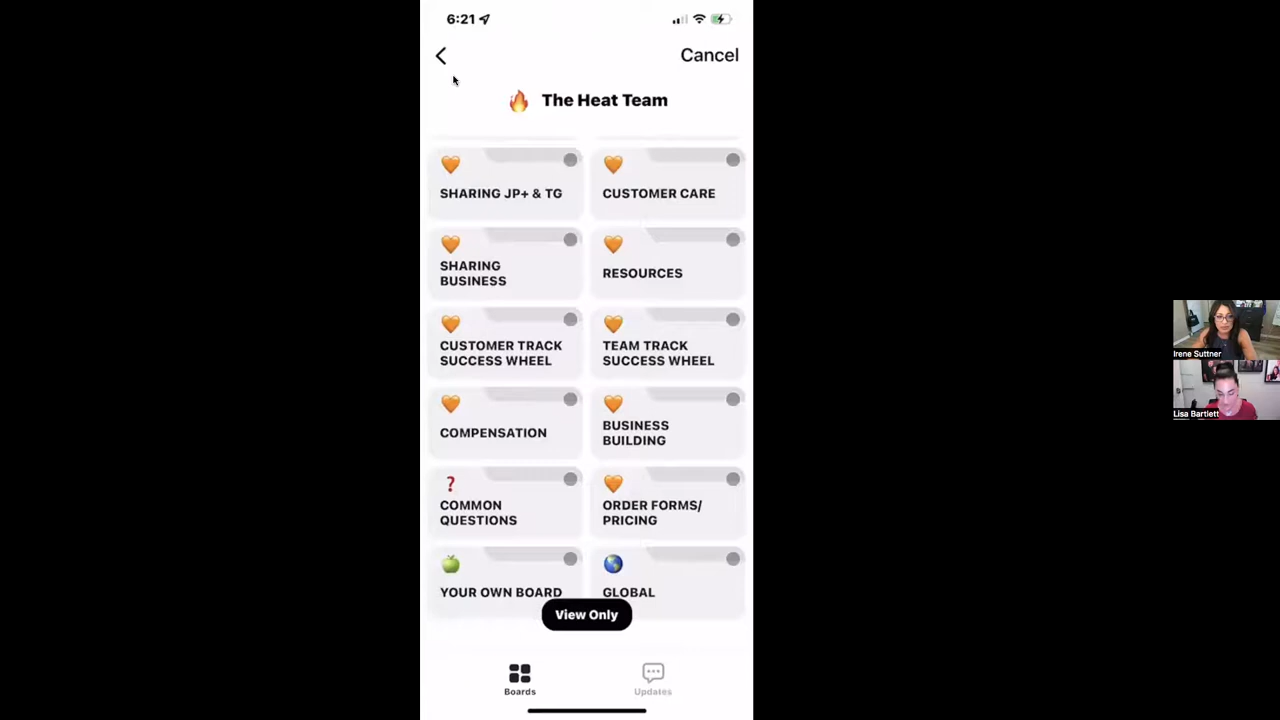 6:21
Cancel
The Heat Team
SHARING JP+ & TG
CUSTOMER CARE
SHARING
BUSINESS
RESOURCES
CUSTOMER TRACK
SUCCESS WHEEL
TEAM TRACK
SUCCESS WHEEL
COMPENSATION
BUSINESS
BUILDING
COMMON
QUESTIONS
ORDER FORMS/
PRICING
YOUR OWN BOARD
GLOBAL
View Only
Boards
Updates
Irene Suttner
Lisa Bartlett